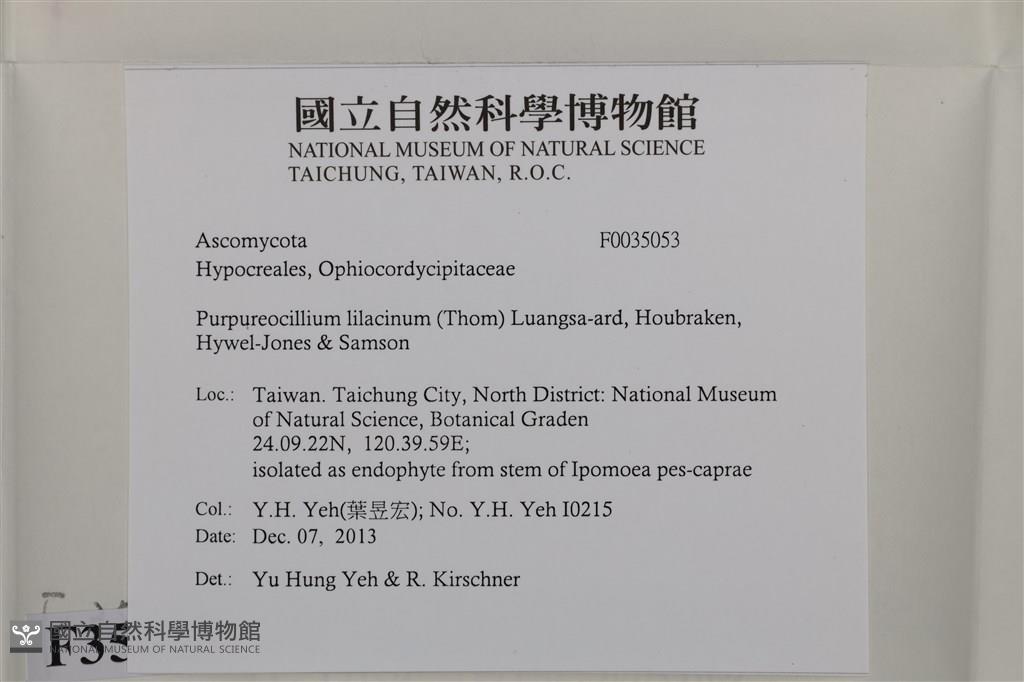 國立自然科學博物館
NATIONAL MUSEUM OF NATURAL SCIENCE
TAICHUNG, TAIWAN, R.O.C.
Ascomycota F0035053
Hypocreales, Ophiocordycipitaceae
Purpureocillium lilacinum (Thom) Luangsa-ard, Houbraken,
Hywel-Jones & Samson
Loc.: Taiwan. Taichung City, North District: National Museum
of Natural Science, Botanical Graden
24.09.22N, 120.39.59E;
isolated as endophyte from stem of Ipomoea pes-caprae
Col.: Y.H. Yeh(葉昱宏); No. Y.H. Yeh I0215
Date: Dec. 07, 2013
Det.: Yu Hung Yeh & R. Kirschner
F35
國立自然科學博物館
NATIONAL MUSEUM OF NATURAL SCIENCE